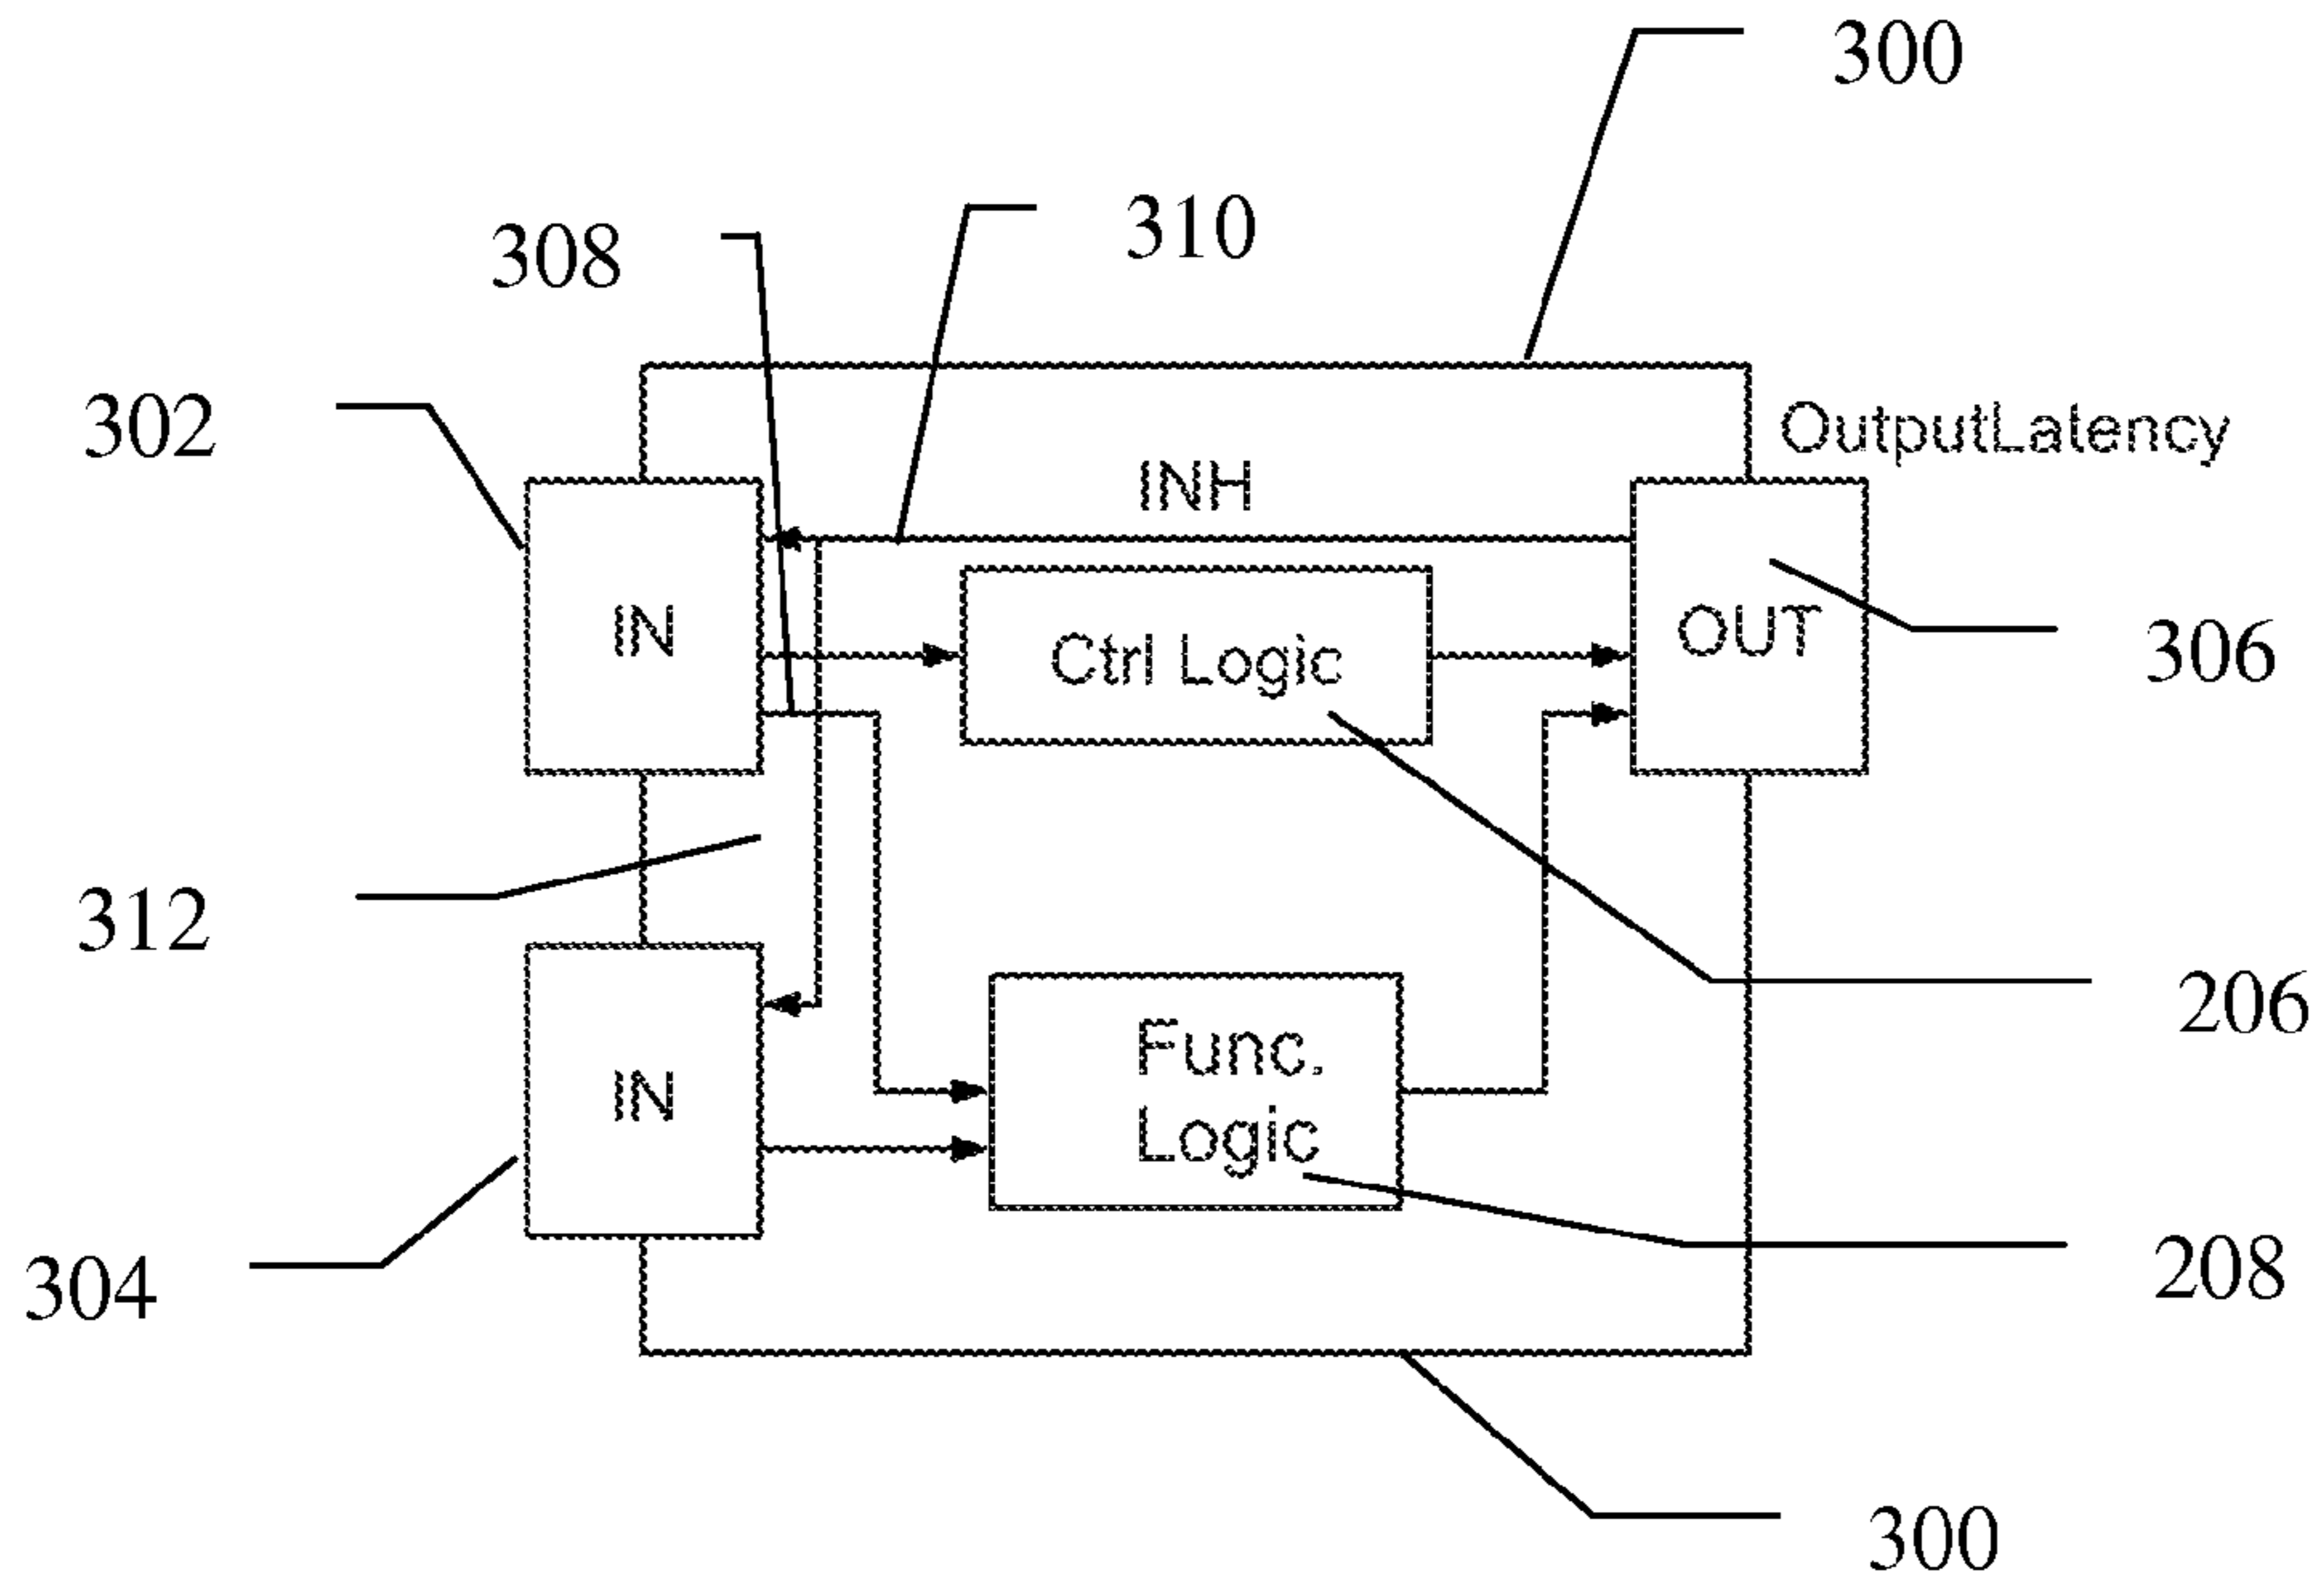 300
310
308
302
OutputLatency
INH
IN
Ctrl Logic
OUT
306
312
206
IN
Func.
Logic
208
304
300